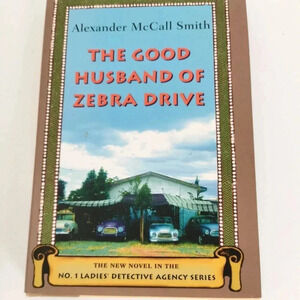 Alexander McCall Smith
THE GOOD
HUSBAND OF
ZEBRA DRIVE
THE NEW NOVEL IN THE
NO. 1 LADIES' DETECTIVE AGENCY SERIES